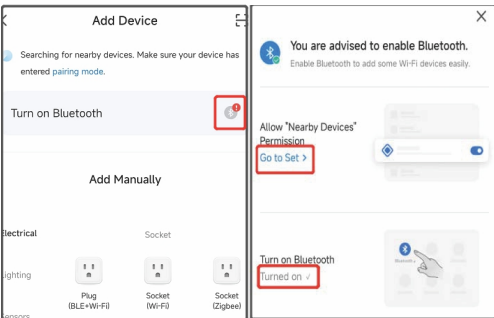 Add Device
Searching for nearby devices. Make sure your device has
entered pairing mode.
Turn on Bluetooth
Add Manually
Electrical
Socket
Lighting
Plug
(BLE+Wi-Fi)
Socket
(Wi-Fi)
Socket
(Zigbee)
Sensors
You are advised to enable Bluetooth.
Enable Bluetooth to add some Wi-Fi devices easily.
Allow "Nearby Devices"
Permission
Go to Set >
Turn on Bluetooth
Turned on √